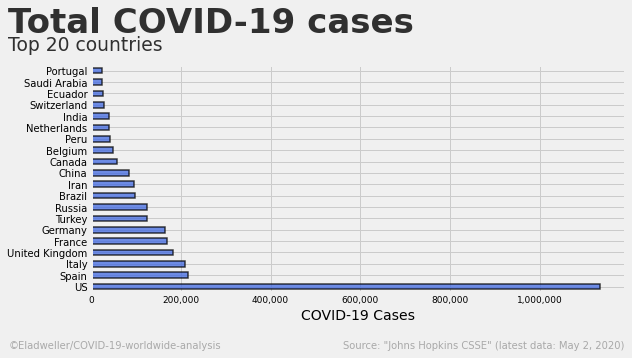 Total COVID-19 cases
Top 20 countries
Portugal
Saudi Arabia
Ecuador
Switzerland
India
Netherlands
Peru
Belgium
Canada
China
Iran
Brazil
Russia
Turkey
Germany
France
United Kingdom
Italy
Spain
US
0 200,000 400,000 600,000 800,000 1,000,000
COVID-19 Cases
©Eladweller/COVID-19-worldwide-analysis Source: "Johns Hopkins CSSE" (latest data: May 2, 2020)